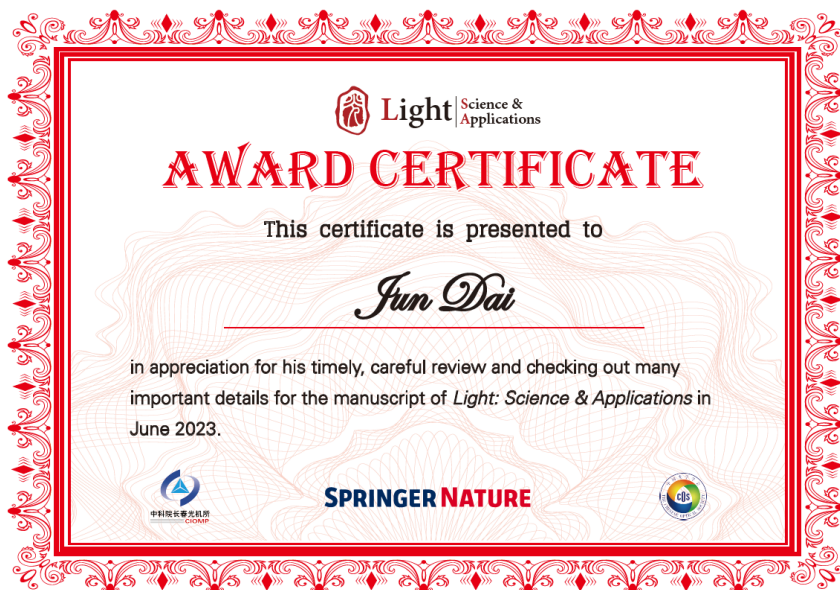 Light Science & Applications
AWARD CERTIFICATE
This certificate is presented to
Jun Dai
in appreciation for his timely, careful review and checking out many
important details for the manuscript of Light: Science & Applications in
June 2023.
中科院长春光机所
CIOMP
SPRINGER NATURE
COS